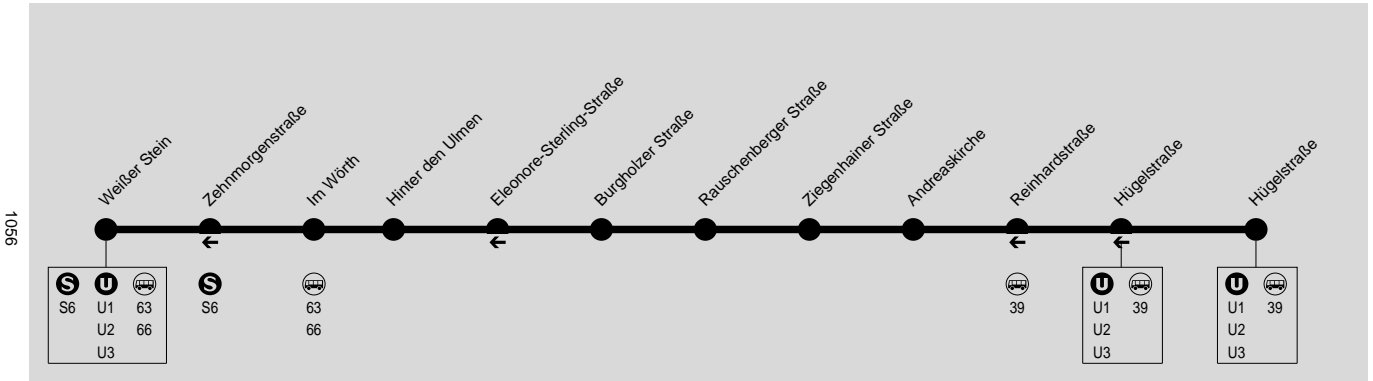 Weißer Stein
Zehnmorgenstraße
Im Wörth
Hinter den Ulmen
Eleonore-Sterling-Straße
Burgholzer Straße
Rauschenberger Straße
Ziegenhainer Straße
Andreaskirche
Reinhardstraße
Hügelstraße
Hügelstraße
1056
S U
S6 U1 63
U2 66
U3
S
S6
63
66
39
U
U1 39
U2
U3
U
U1 39
U2
U3